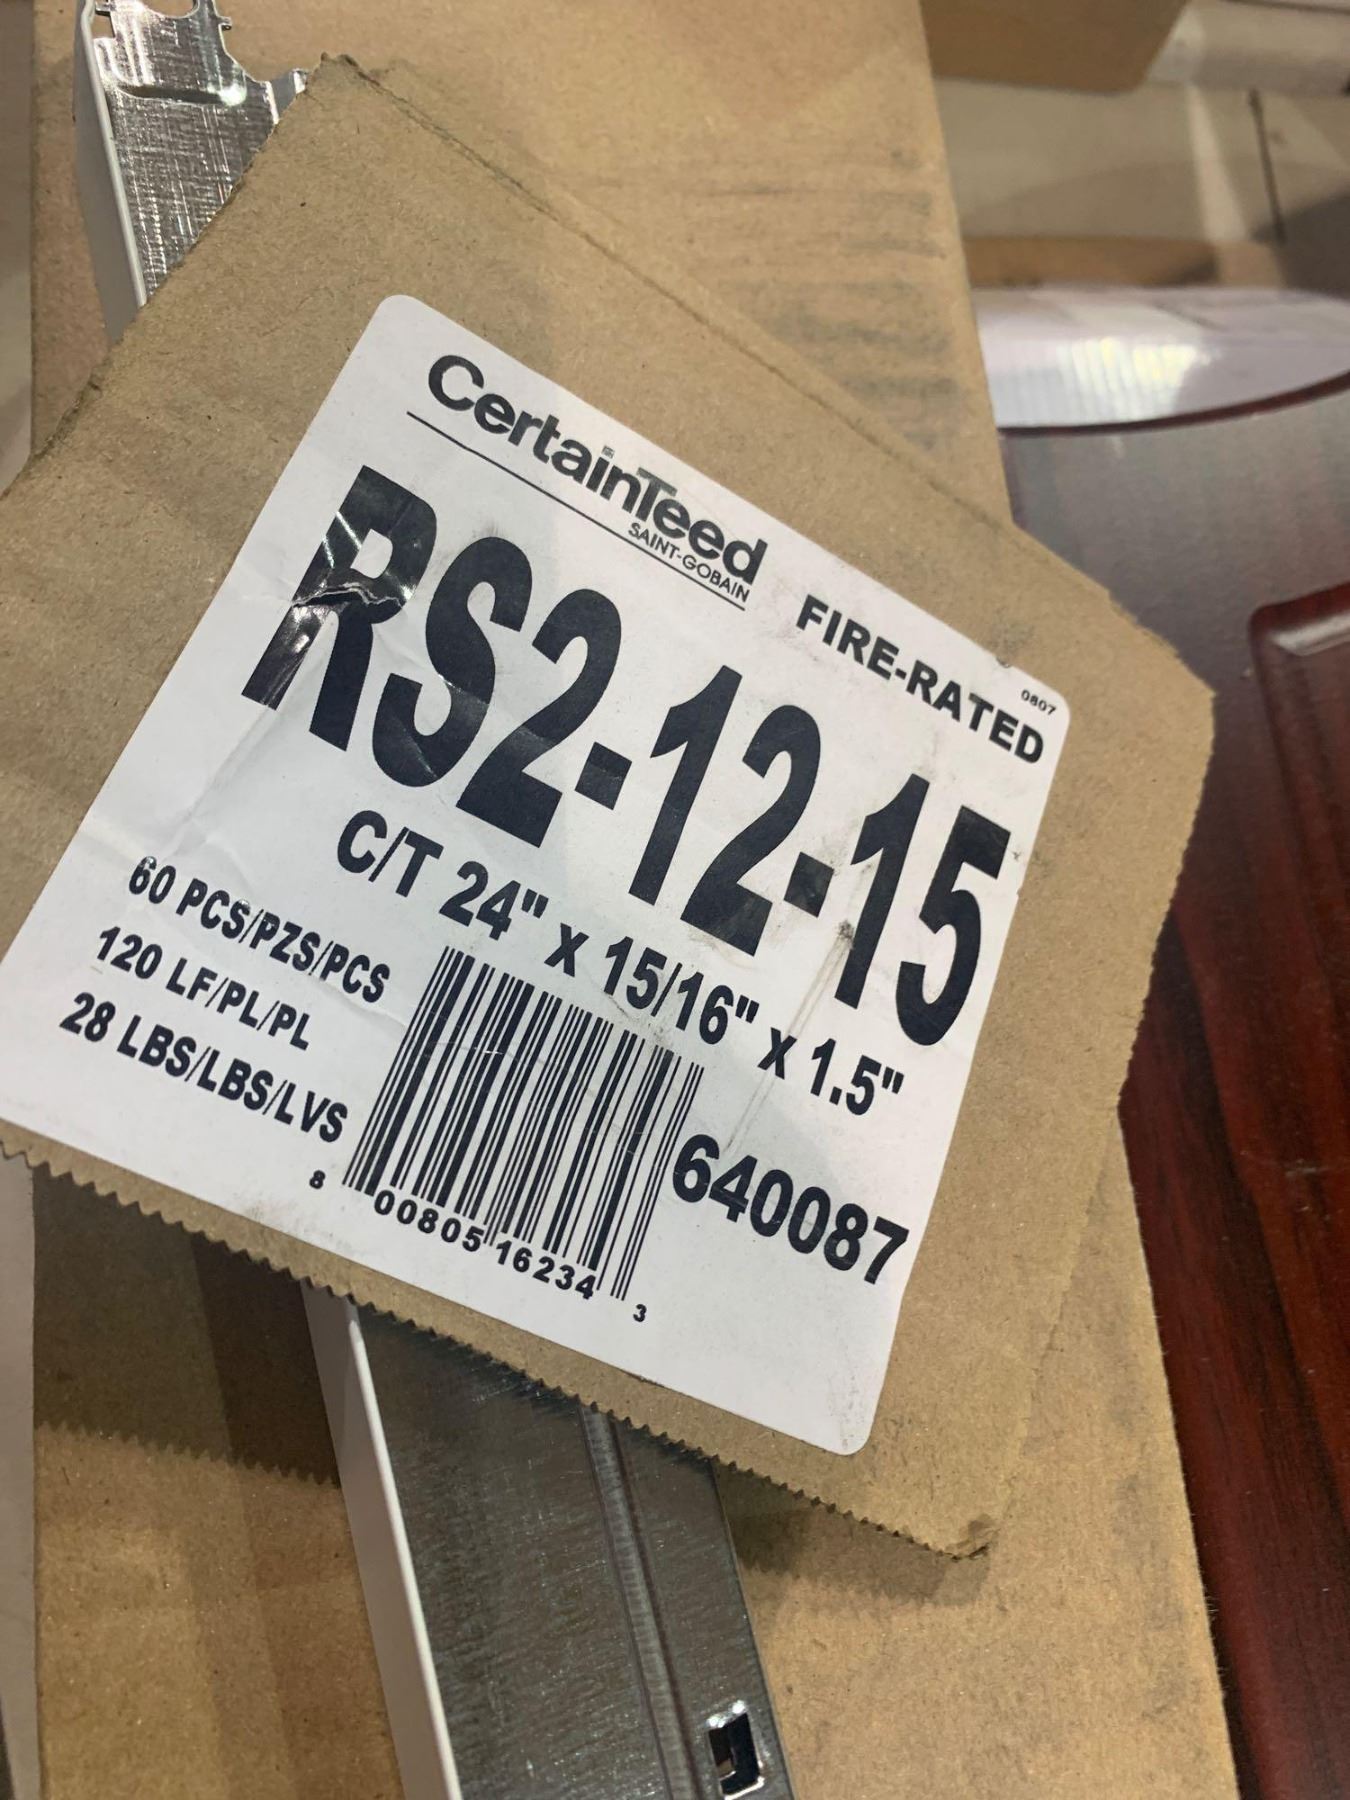 CertainTeed
SAINT-GOBAIN
FIRE-RATED
0807
RS2-12-15
C/T 24" x 15/16" x 1.5"
60 PCS/PZS/PCS
120 LF/PL/PL
28 LBS/LBS/LVS
640087
8 00805 16234 3